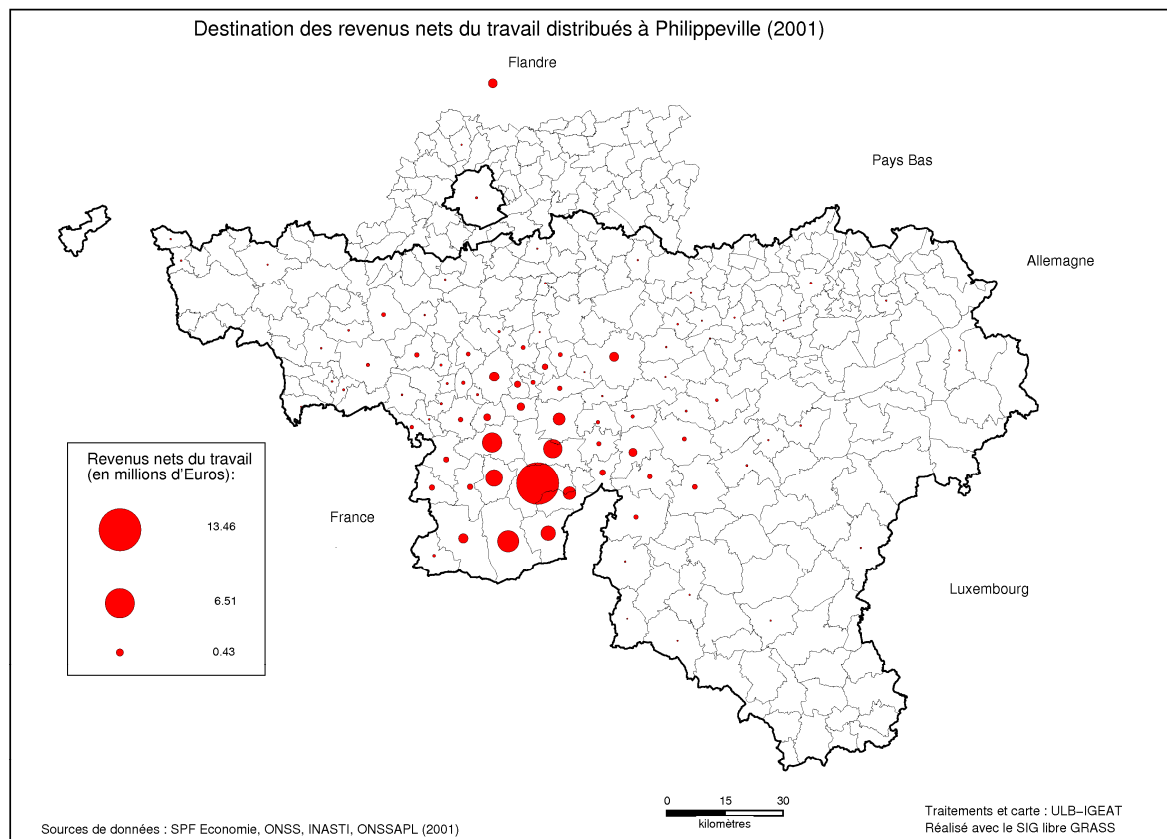 Destination des revenus nets du travail distribués à Philippeville (2001)
Flandre
Pays Bas
Allemagne
Revenus nets du travail
(en millions d'Euros):
13.46
6.51
0.43
France
Luxembourg
0 15 30
kilomètres
Sources de données : SPF Economie, ONSS, INASTI, ONSSAPL (2001)
Traitements et carte : ULB-IGEAT
Réalisé avec le SIG libre GRASS